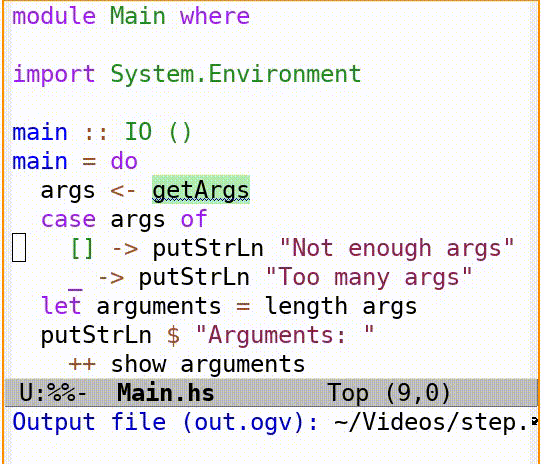 module Main where
import System.Environment
main :: IO ()
main = do
args <- getArgs
case args of
[] -> putStrLn "Not enough args"
_ -> putStrLn "Too many args"
let arguments = length args
putStrLn $ "Arguments: "
++ show arguments
U:%%- Main.hs Top (9,0)
Output file (out.ogv): ~/Videos/step.